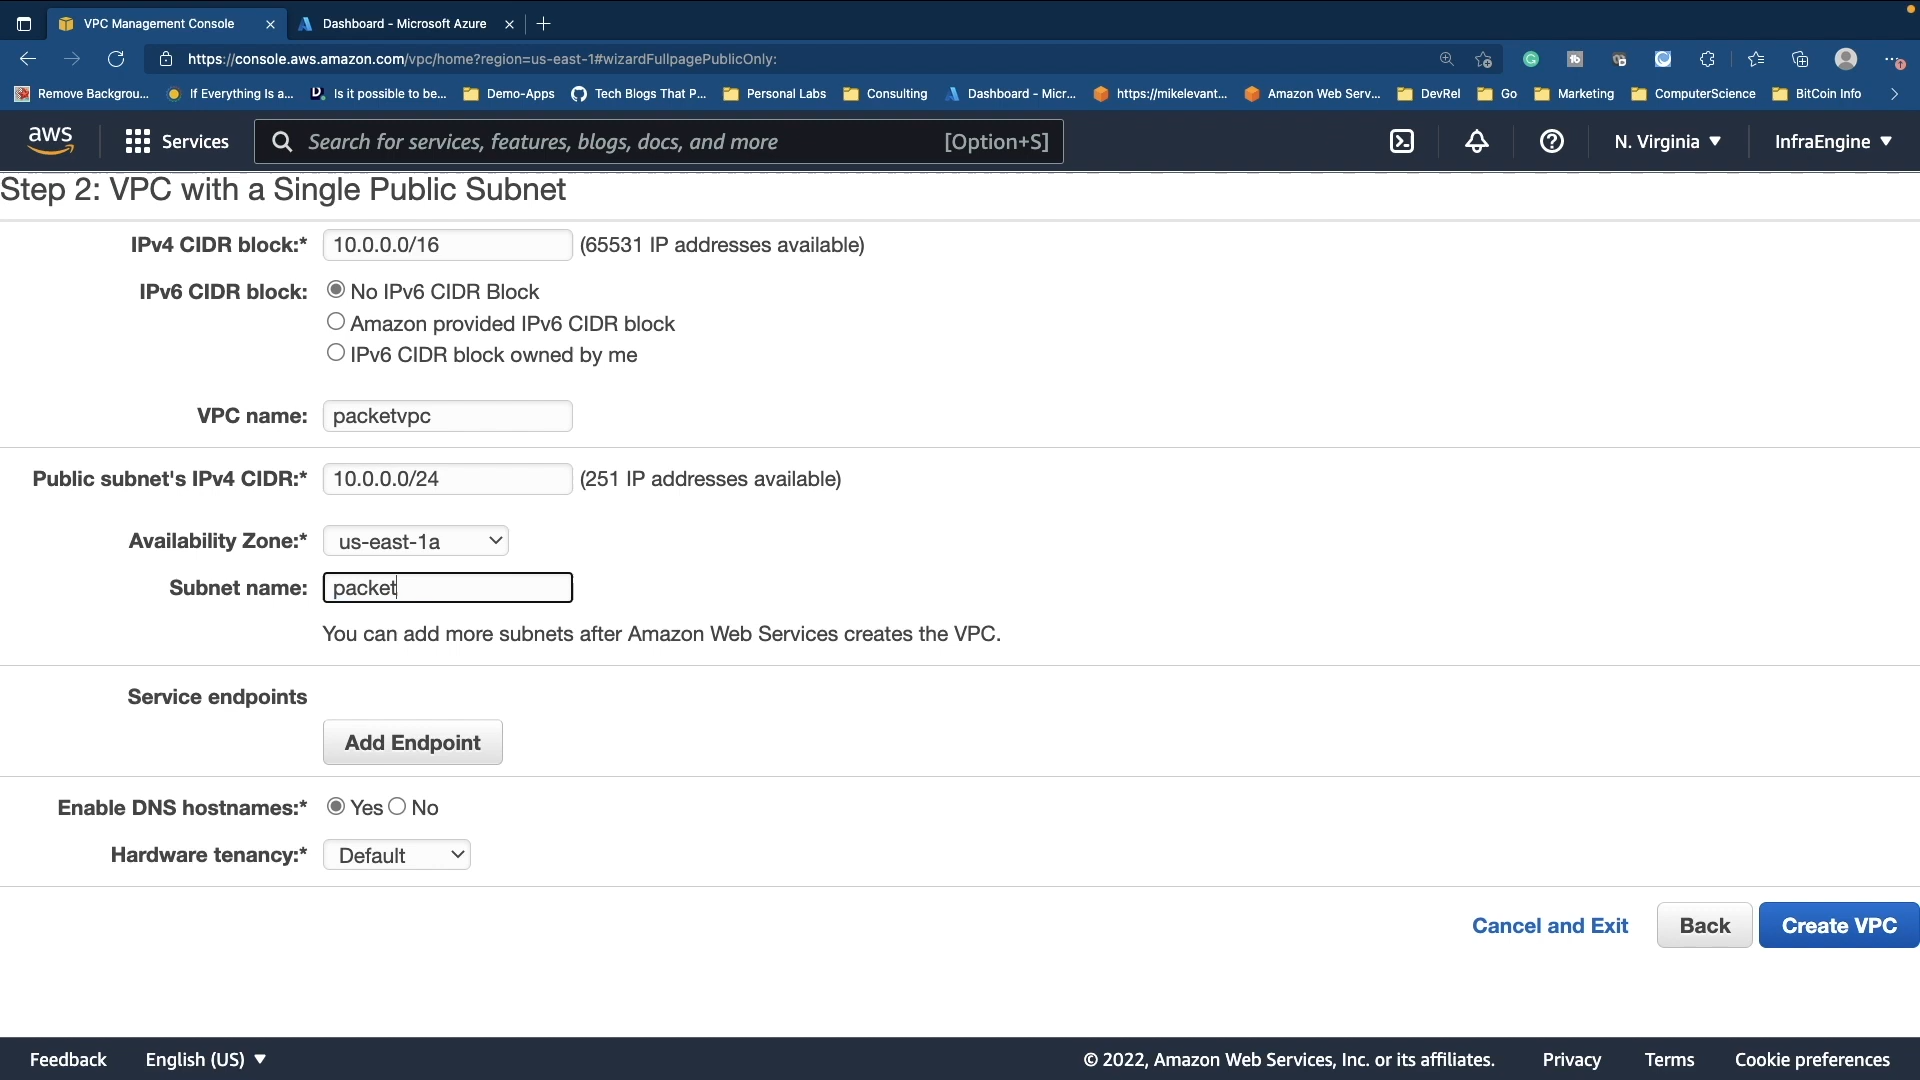 VPC Management Console
Dashboard - Microsoft Azure
https://console.aws.amazon.com/vpc/home?region=us-east-1#wizardFullpagePublicOnly:
Remove Backgrou... If Everything Is a... Is it possible to be... Demo-Apps Tech Blogs That P... Personal Labs Consulting Dashboard - Micr... https://mikelevant... Amazon Web Serv... DevRel Go Marketing ComputerScience BitCoin Info
aws Services Search for services, features, blogs, docs, and more [Option+S] N. Virginia InfraEngine
Step 2: VPC with a Single Public Subnet
IPv4 CIDR block:* 10.0.0.0/16 (65531 IP addresses available)
IPv6 CIDR block: No IPv6 CIDR Block
Amazon provided IPv6 CIDR block
IPv6 CIDR block owned by me
VPC name: packetvpc
Public subnet's IPv4 CIDR:* 10.0.0.0/24 (251 IP addresses available)
Availability Zone:* us-east-1a
Subnet name: packet
You can add more subnets after Amazon Web Services creates the VPC.
Service endpoints
Add Endpoint
Enable DNS hostnames:* Yes No
Hardware tenancy:* Default
Cancel and Exit Back Create VPC
Feedback English (US) © 2022, Amazon Web Services, Inc. or its affiliates. Privacy Terms Cookie preferences